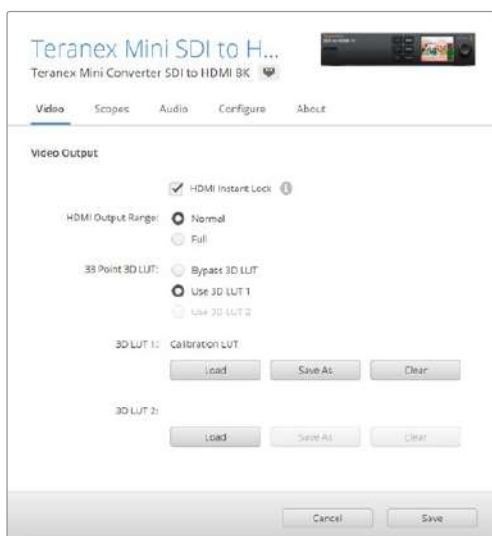 Teranex Mini SDI to H...
Teranex Mini Converter SDI to HDMI 8K
Video Scopes Audio Configure About
Video Output
HDMI Instant Lock
HDMI Output Range: Normal
Full
33 Point 3D LUT: Bypass 3D LUT
Use 3D LUT 1
Use 3D LUT 2
3D LUT 1: Calibration LUT
Load Save As Clear
3D LUT 2:
Load Save As Clear
Cancel Save